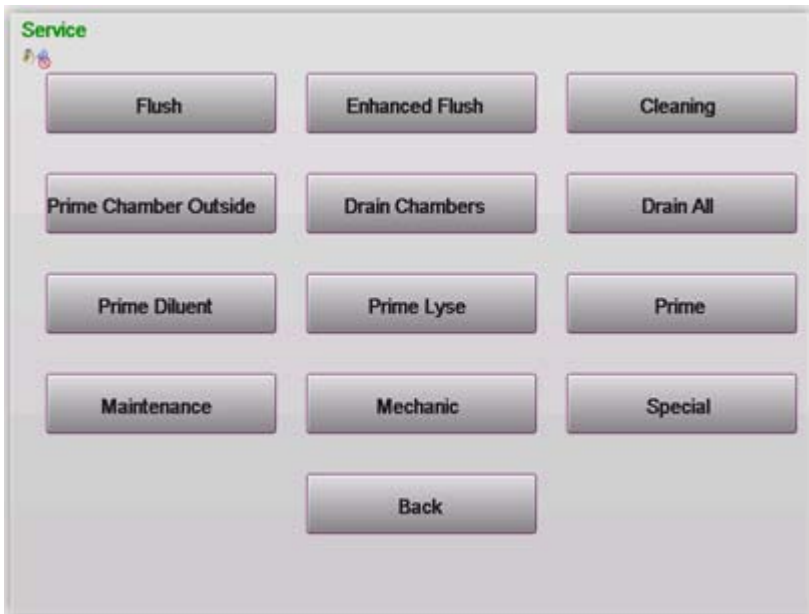 Service
Flush
Enhanced Flush
Cleaning
Prime Chamber Outside
Drain Chambers
Drain All
Prime Diluent
Prime Lyse
Prime
Maintenance
Mechanic
Special
Back